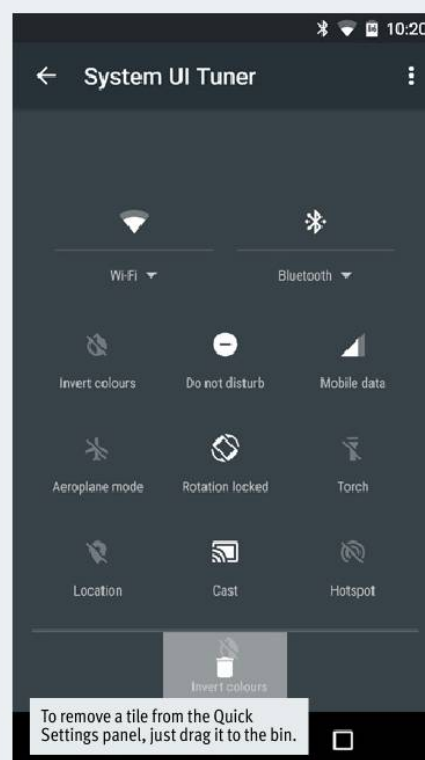 10:20
System UI Tuner
Wi-Fi Bluetooth
Invert colours Do not disturb Mobile data
Aeroplane mode Rotation locked Torch
Location Cast Hotspot
Invert colours
To remove a tile from the Quick
Settings panel, just drag it to the bin.